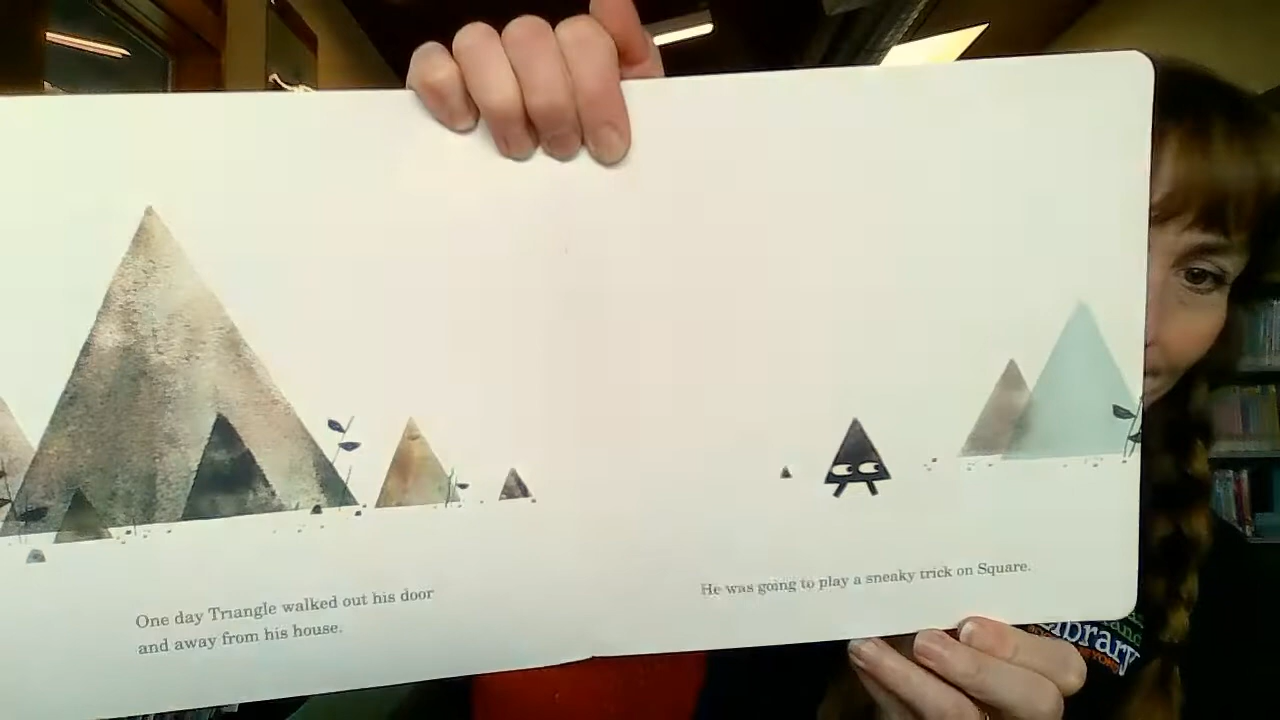 One day Triangle walked out his door
and away from his house.
He was going to play a sneaky trick on Square.
Library